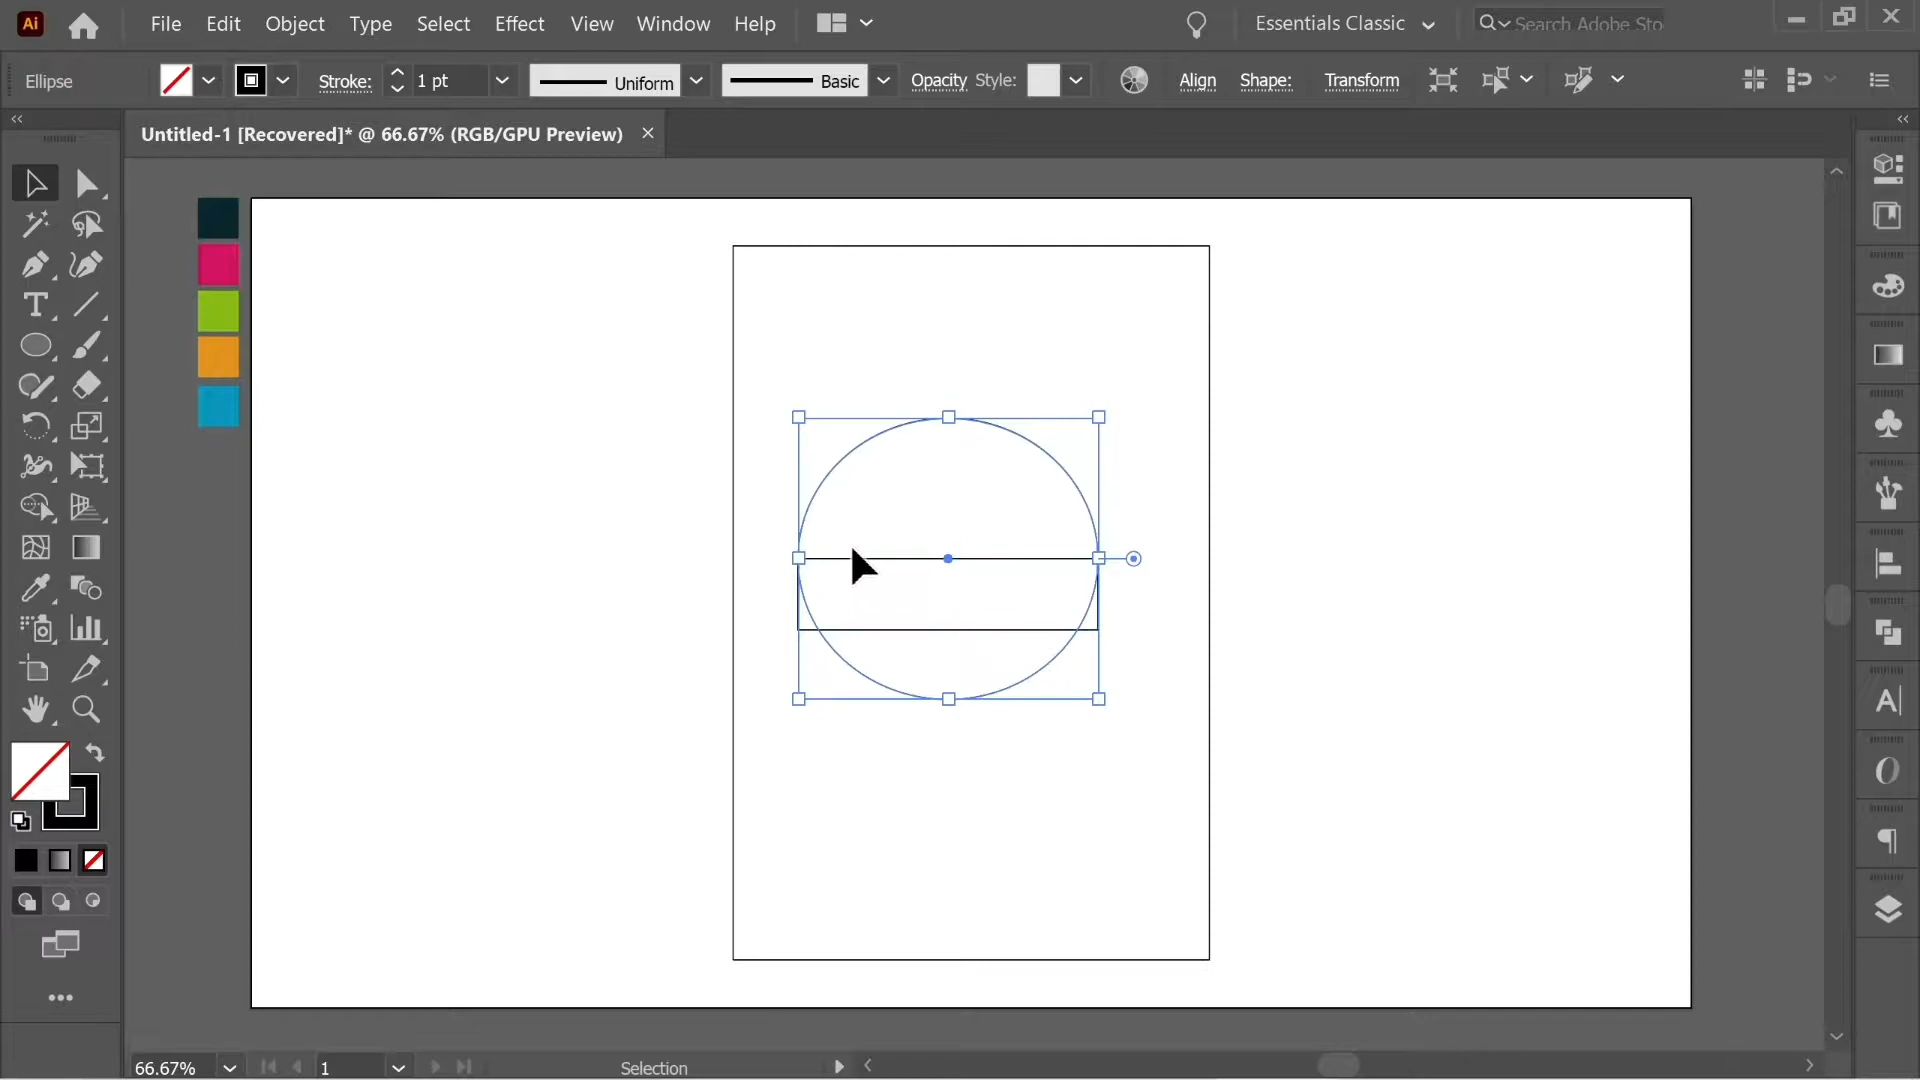 Ai File Edit Object Type Select Effect View Window Help Essentials Classic Search Adobe Sto
Ellipse Stroke: 1 pt Uniform Basic Opacity Style: Align Shape: Transform
Untitled-1 [Recovered]* @ 66.67% (RGB/GPU Preview)
66.67% 1 Selection